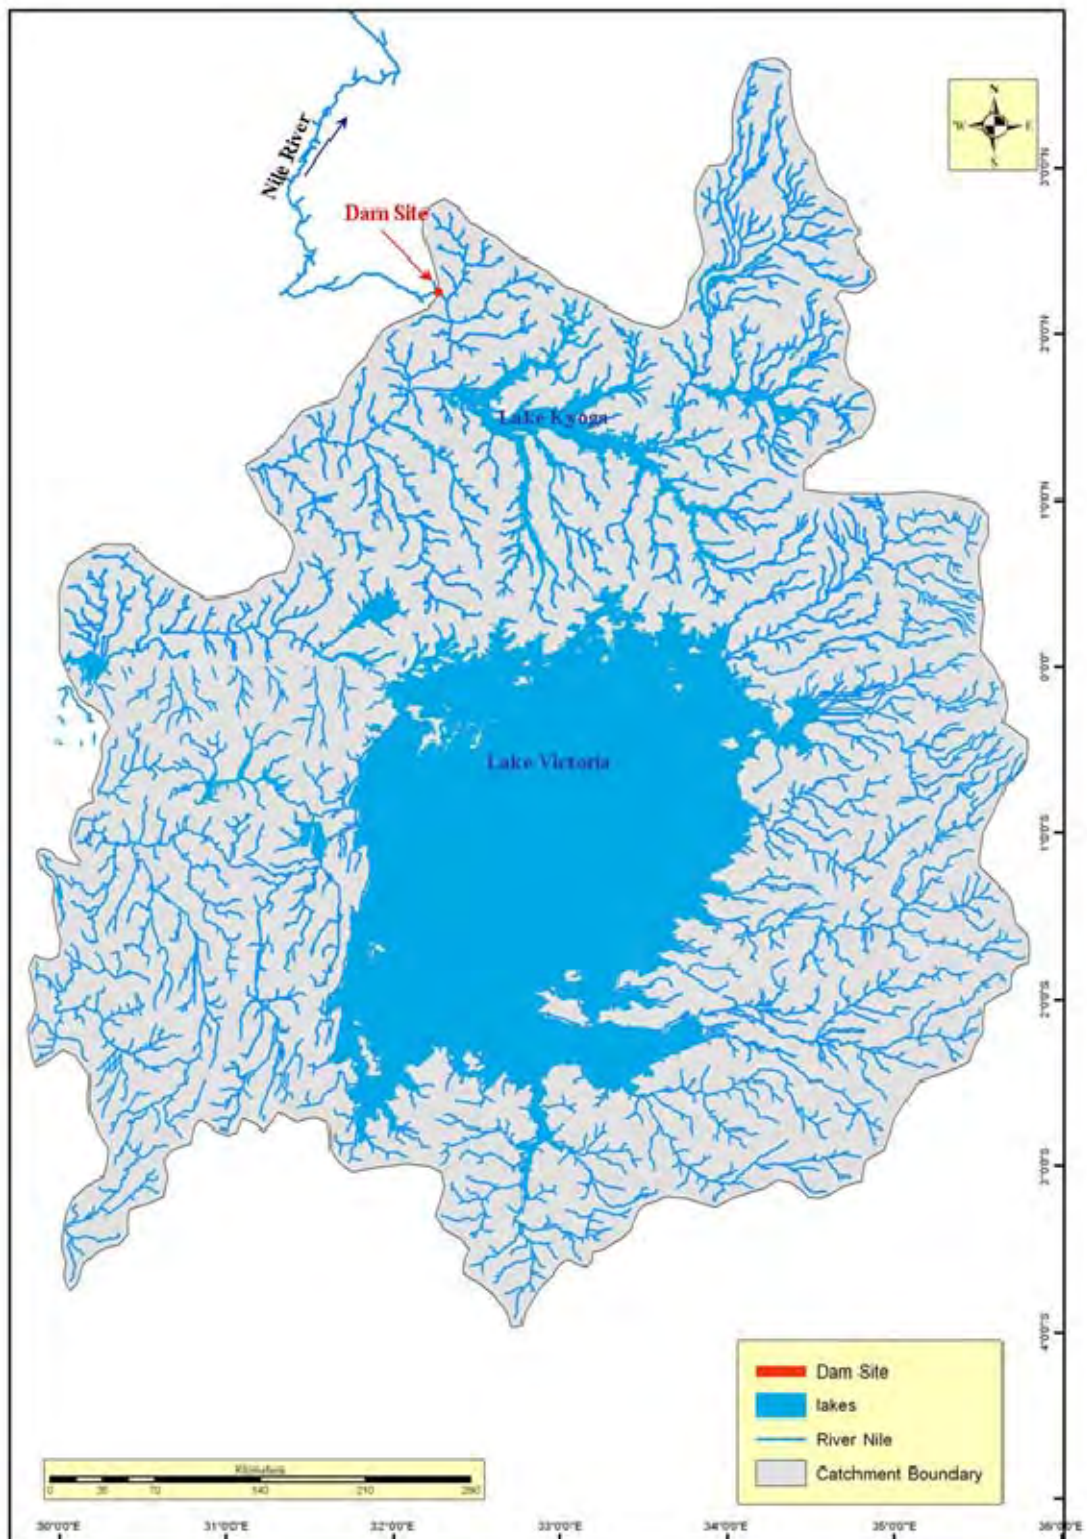 N
W E
S
Nile River
Dam Site
3°0'0"N
2°0'0"N
Lake Kyoga
1°0'0"N
0°0'0"
Lake Victoria
1°0'0"S
2°0'0"S
3°0'0"S
4°0'0"S
Dam Site
lakes
River Nile
Catchment Boundary
Kilometers
0 35 70 140 210 280
30°0'0"E 31°0'0"E 32°0'0"E 33°0'0"E 34°0'0"E 35°0'0"E 36°0'0"E